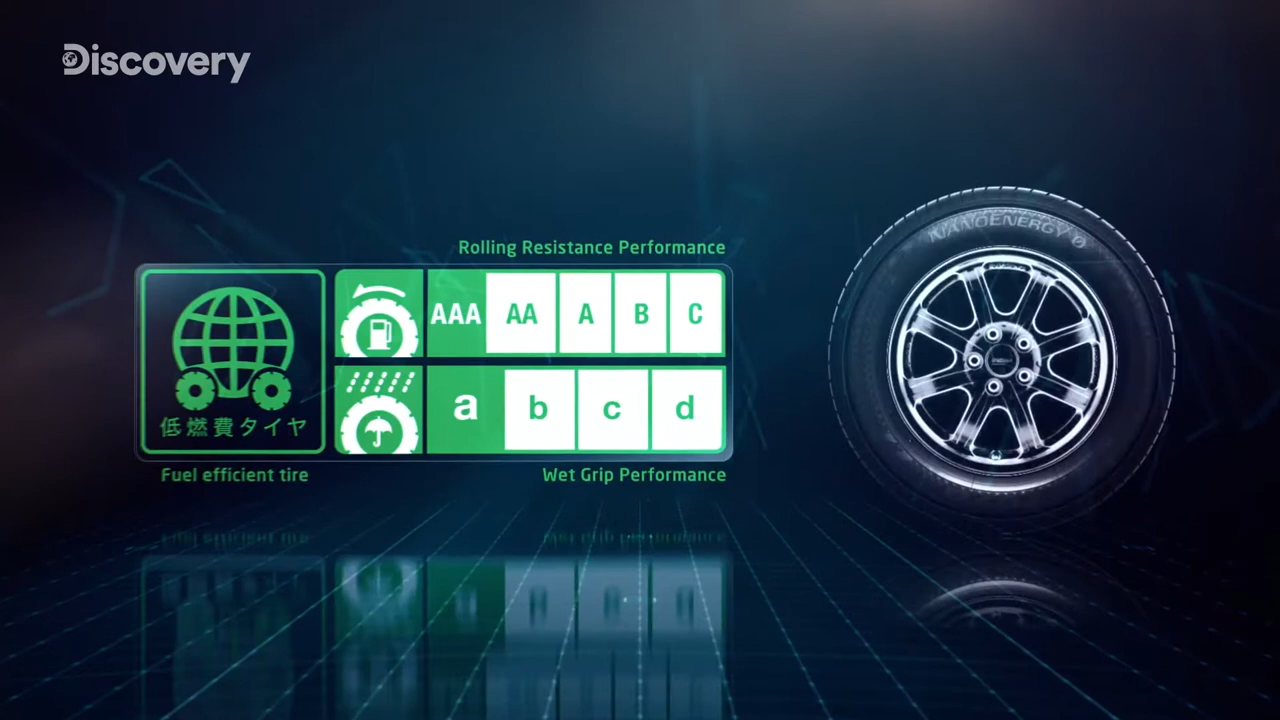 Discovery
Rolling Resistance Performance
AAA AA A B C
a b c d
低燃費タイヤ
Fuel efficient tire
Wet Grip Performance
NANOENERGY 0